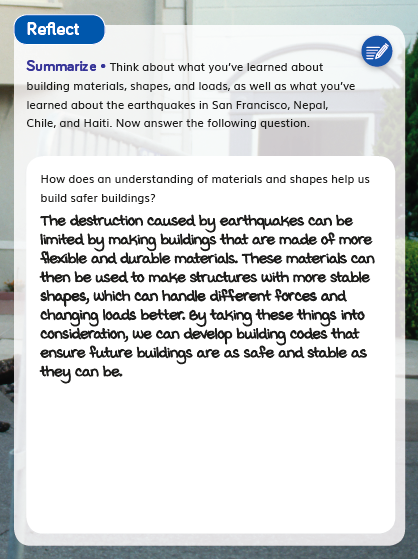 Reflect
Summarize • Think about what you've learned about
building materials, shapes, and loads, as well as what you've
learned about the earthquakes in San Francisco, Nepal,
Chile, and Haiti. Now answer the following question.
How does an understanding of materials and shapes help us
build safer buildings?
The destruction caused by earthquakes can be
limited by making buildings that are made of more
flexible and durable materials. These materials can
then be used to make structures with more stable
shapes, which can handle different forces and
changing loads better. By taking these things into
consideration, we can develop building codes that
ensure future buildings are as safe and stable as
they can be.